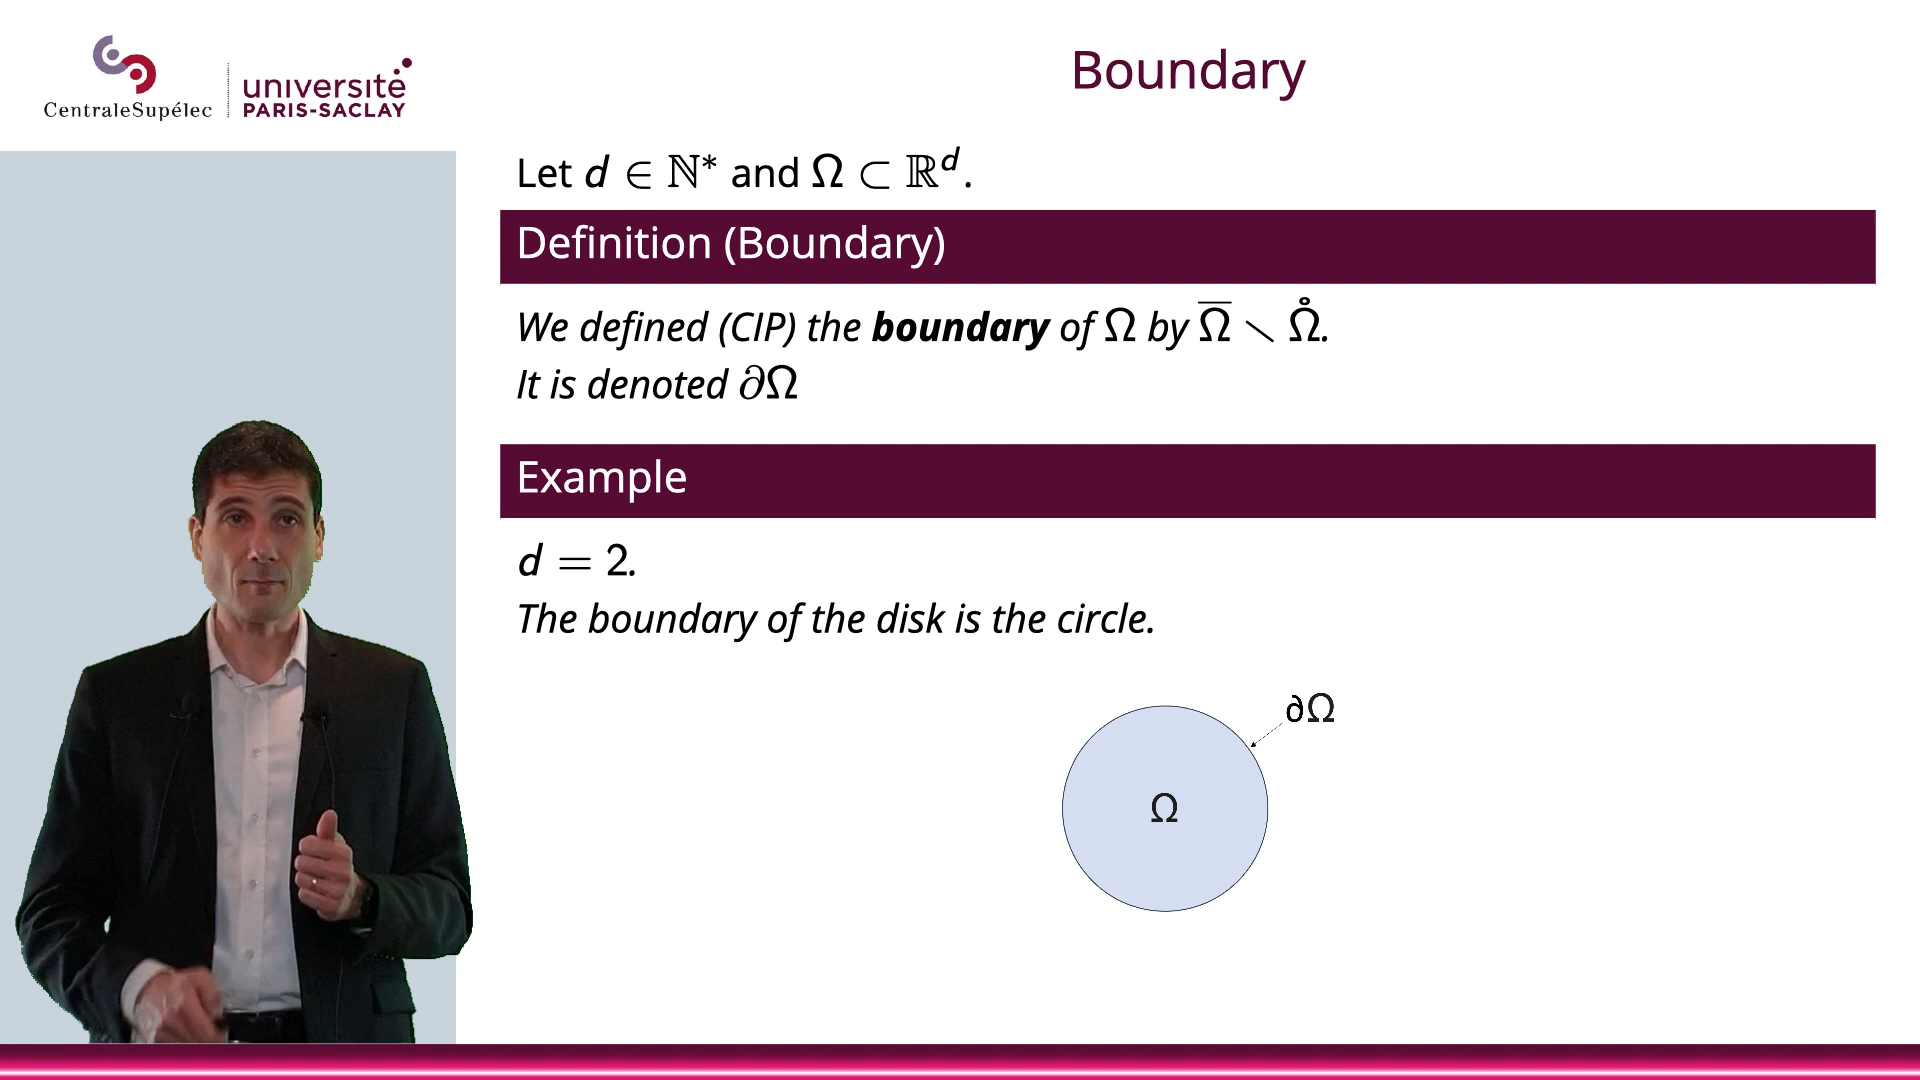 CentraleSupélec
université
PARIS-SACLAY
Boundary
Let d ∈ ℕ* and Ω ⊂ ℝᵈ.
Definition (Boundary)
We defined (CIP) the boundary of Ω by Ω̅ ∖ Ω̊.
It is denoted ∂Ω
Example
d = 2.
The boundary of the disk is the circle.
∂Ω
Ω